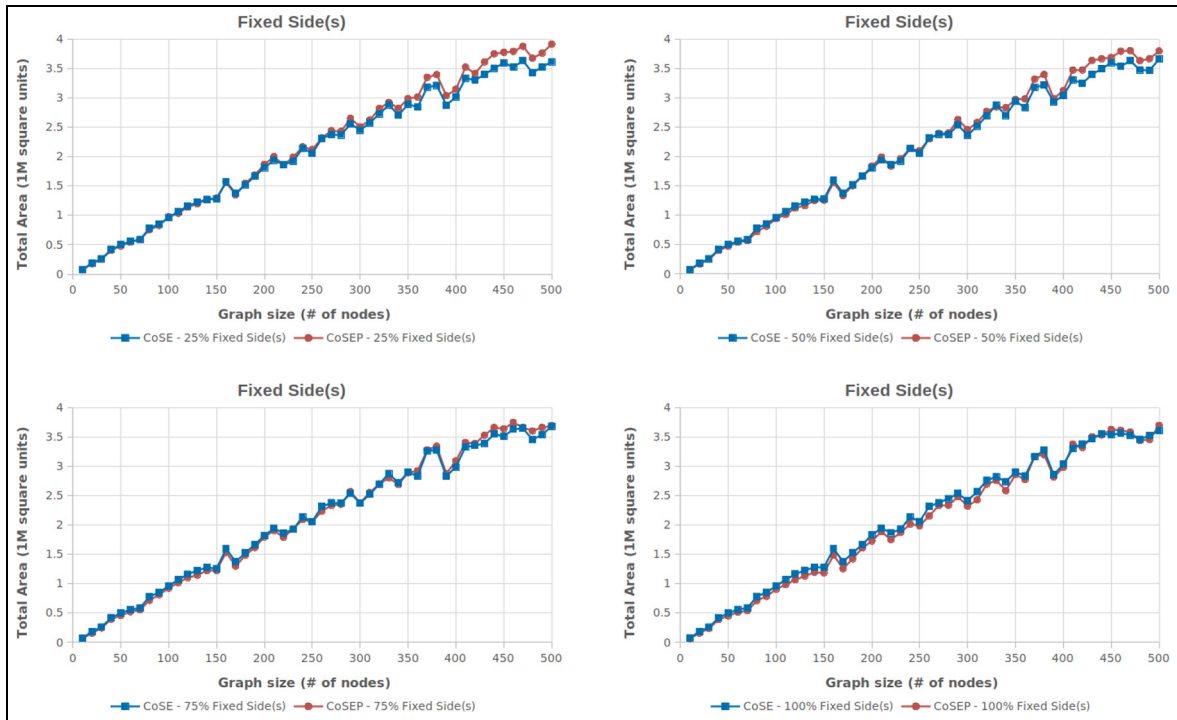 Fixed Side(s)
Total Area (1M square units)
4
3.5
3
2.5
2
1.5
1
0.5
0
0 50 100 150 200 250 300 350 400 450 500
Graph size (# of nodes)
CoSE - 25% Fixed Side(s) CoSEP - 25% Fixed Side(s)
Fixed Side(s)
Total Area (1M square units)
4
3.5
3
2.5
2
1.5
1
0.5
0
0 50 100 150 200 250 300 350 400 450 500
Graph size (# of nodes)
CoSE - 50% Fixed Side(s) CoSEP - 50% Fixed Side(s)
Fixed Side(s)
Total Area (1M square units)
4
3.5
3
2.5
2
1.5
1
0.5
0
0 50 100 150 200 250 300 350 400 450 500
Graph size (# of nodes)
CoSE - 75% Fixed Side(s) CoSEP - 75% Fixed Side(s)
Fixed Side(s)
Total Area (1M square units)
4
3.5
3
2.5
2
1.5
1
0.5
0
0 50 100 150 200 250 300 350 400 450 500
Graph size (# of nodes)
CoSE - 100% Fixed Side(s) CoSEP - 100% Fixed Side(s)